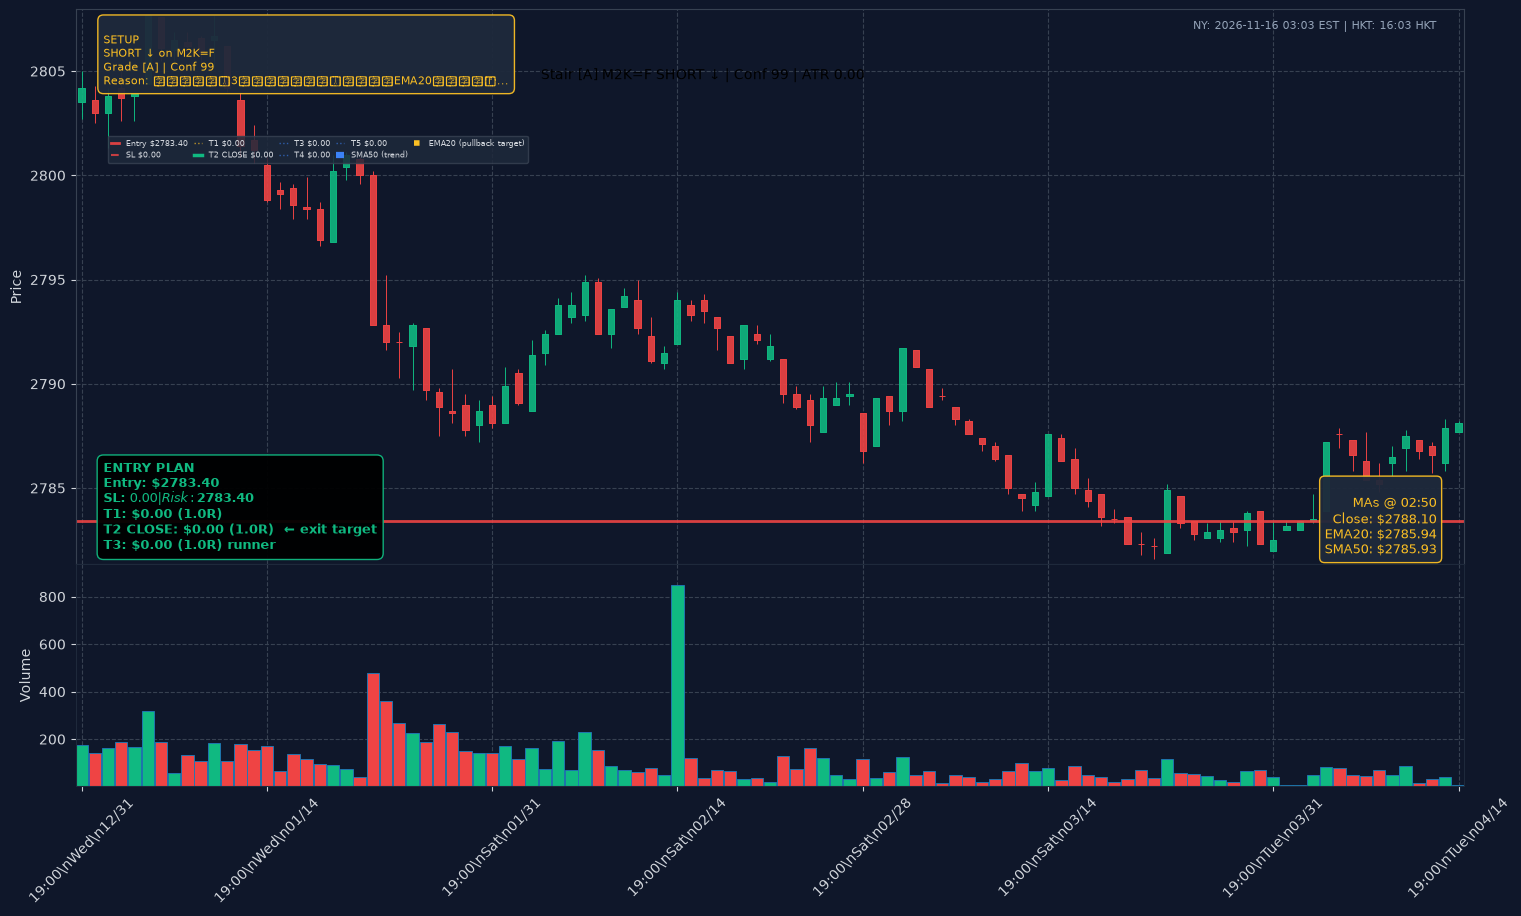 NY: 2026-11-16 03:03 EST | HKT: 16:03 HKT
SETUP
SHORT ↓ on M2K=F
Grade [A] | Conf 99
Reason: 3 EMA20 ...
Stair [A] M2K=F SHORT ↓ | Conf 99 | ATR 0.00
Entry $2783.40
SL $0.00
T1 $0.00
T2 CLOSE $0.00
T3 $0.00
T4 $0.00
T5 $0.00
SMA50 (trend)
EMA20 (pullback target)
Price
2805
2800
2795
2790
2785
ENTRY PLAN
Entry: $2783.40
SL: 0.00|Risk:2783.40
T1: $0.00 (1.0R)
T2 CLOSE: $0.00 (1.0R) ← exit target
T3: $0.00 (1.0R) runner
MAs @ 02:50
Close: $2788.10
EMA20: $2785.94
SMA50: $2785.93
Volume
800
600
400
200
19:00\nWed\n12/31
19:00\nWed\n01/14
19:00\nSat\n01/31
19:00\nSat\n02/14
19:00\nSat\n02/28
19:00\nSat\n03/14
19:00\nTue\n03/31
19:00\nTue\n04/14